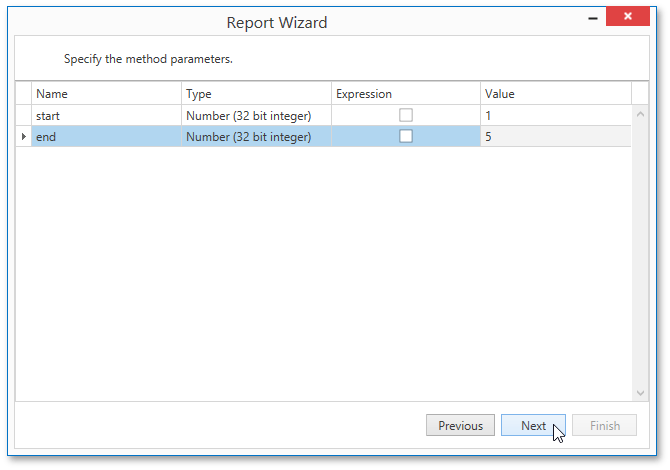 Report Wizard
Specify the method parameters.
Name Type Expression Value
start Number (32 bit integer) 1
end Number (32 bit integer) 5
Previous Next Finish